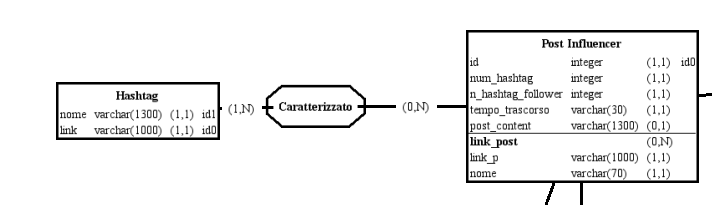 Hashtag
nome varchar(1300) (1,1) id1
link varchar(1000) (1,1) id0
(1,N)
Caratterizzato
(0,N)
Post Influencer
id integer (1,1) id0
num_hashtag integer (1,1)
n_hashtag_follower integer (1,1)
tempo_trascorso varchar(30) (1,1)
post_content varchar(1300) (0,1)
link_post (0,N)
link_p varchar(1000) (1,1)
nome varchar(70) (1,1)